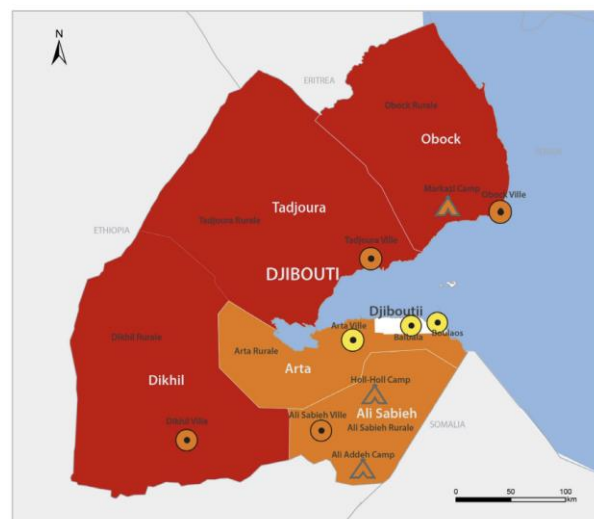 N
ERITREA
Obock Rurale
Obock
Markazi Camp
Obock Ville
Tadjoura
Tadjoura Rurale
ETHIOPIA
Tadjoura Ville
DJIBOUTI
Djiboutii
Arta Ville
Balbala
Boulaos
Dikhil Rurale
Arta Rurale
Arta
Dikhil
Holl-Holl Camp
Ali Sabieh
Ali Sabieh Ville
Ali Sabieh Rurale
Dikhil Ville
SOMALIA
Ali Addeh Camp
0 50 100
km